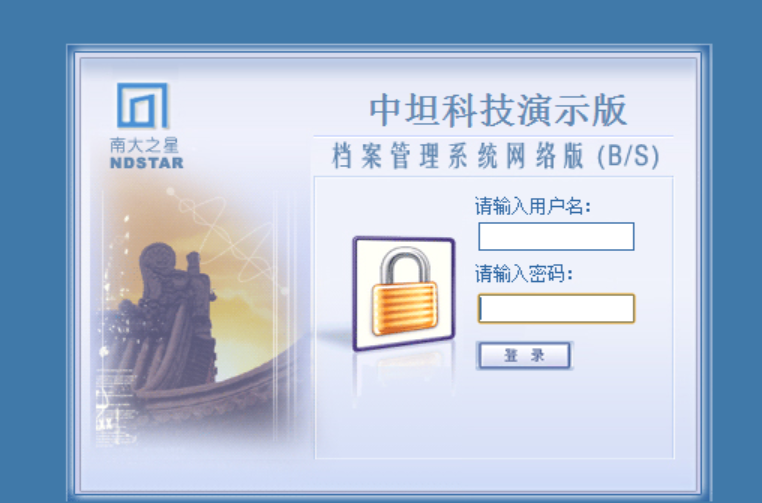 南大之星
NDSTAR
中坦科技演示版
档案管理系统网络版 (B/S)
请输入用户名:
请输入密码:
登 录